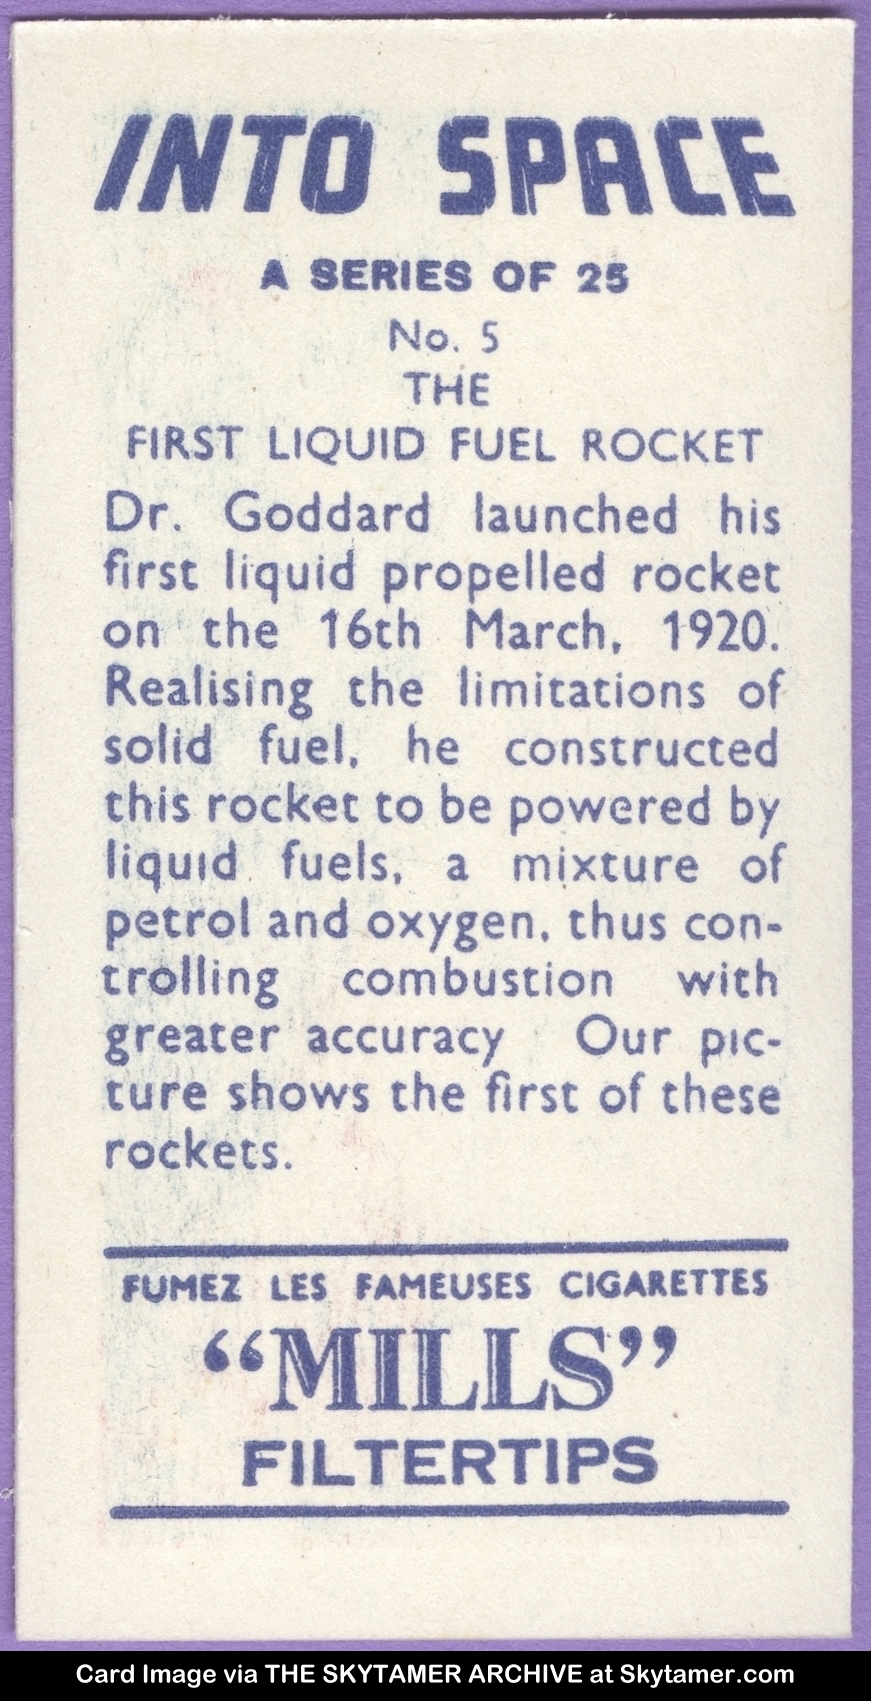 INTO SPACE
A SERIES OF 25
No. 5
THE
FIRST LIQUID FUEL ROCKET
Dr. Goddard launched his
first liquid propelled rocket
on the 16th March, 1920.
Realising the limitations of
solid fuel, he constructed
this rocket to be powered by
liquid fuels, a mixture of
petrol and oxygen, thus con-
trolling combustion with
greater accuracy Our pic-
ture shows the first of these
rockets.
FUMEZ LES FAMEUSES CIGARETTES
“MILLS”
FILTERTIPS
Card Image via THE SKYTAMER ARCHIVE at Skytamer.com